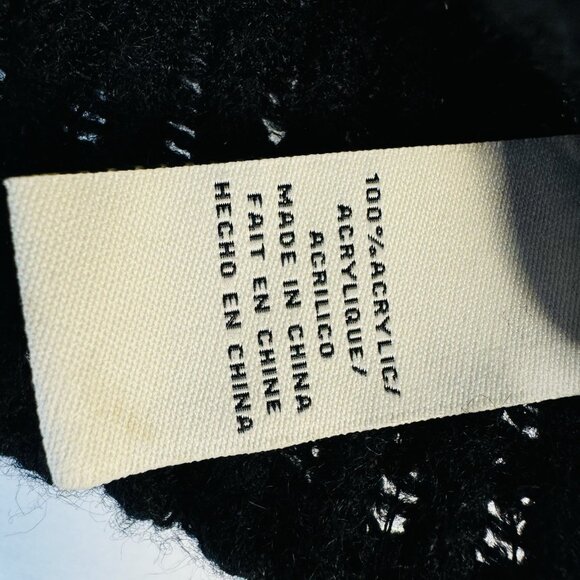 100%ACRYLIC/
ACRYLIQUE/
ACRILICO
MADE IN CHINA
FAIT EN CHINE
HECHO EN CHINA